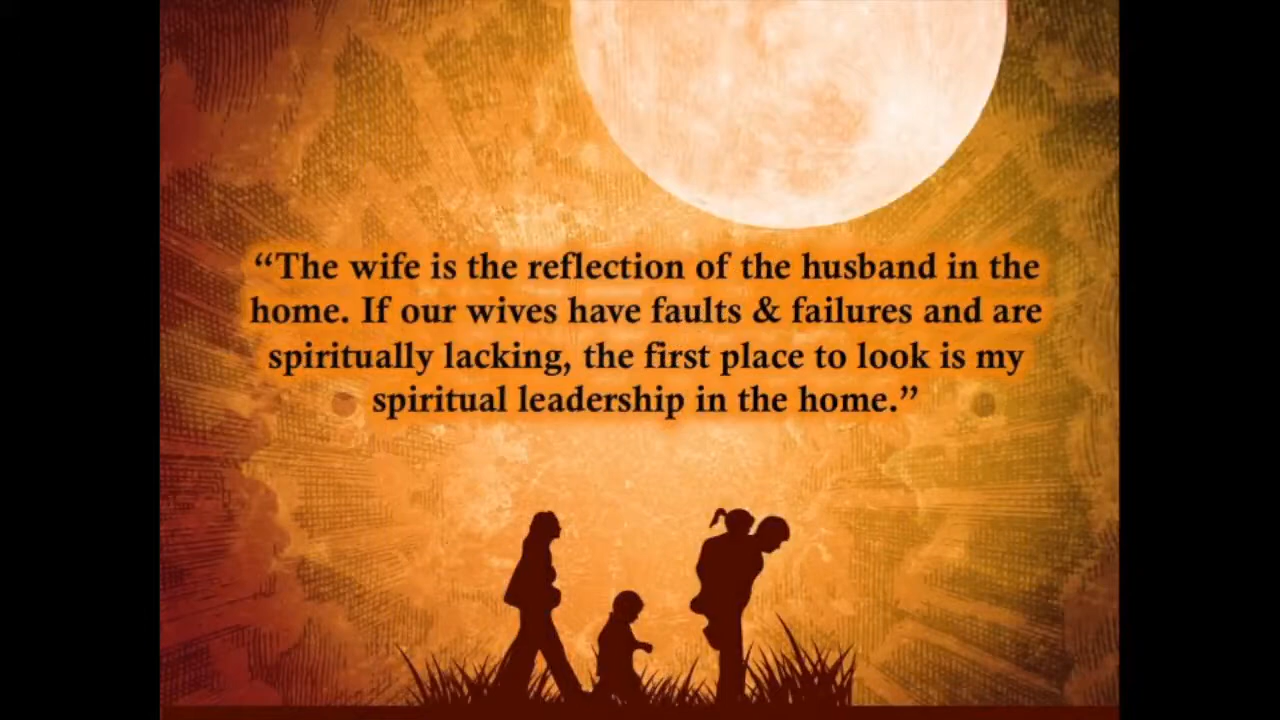 “The wife is the reflection of the husband in the
home. If our wives have faults & failures and are
spiritually lacking, the first place to look is my
spiritual leadership in the home.”